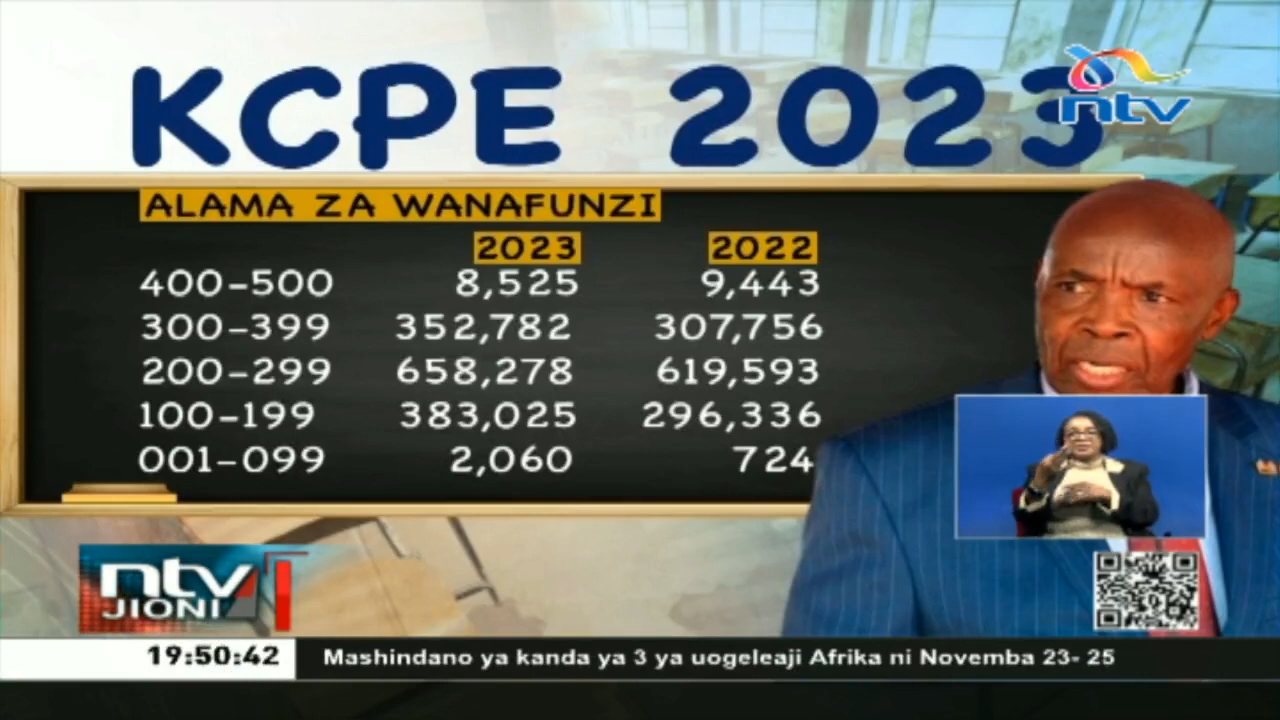 KCPE 2023
ntv
ALAMA ZA WANAFUNZI
2023 2022
400-500 8,525 9,443
300-399 352,782 307,756
200-299 658,278 619,593
100-199 383,025 296,336
001-099 2,060 724
ntv
JIONI
19:50:42 Mashindano ya kanda ya 3 ya uogeleaji Afrika ni Novemba 23- 25